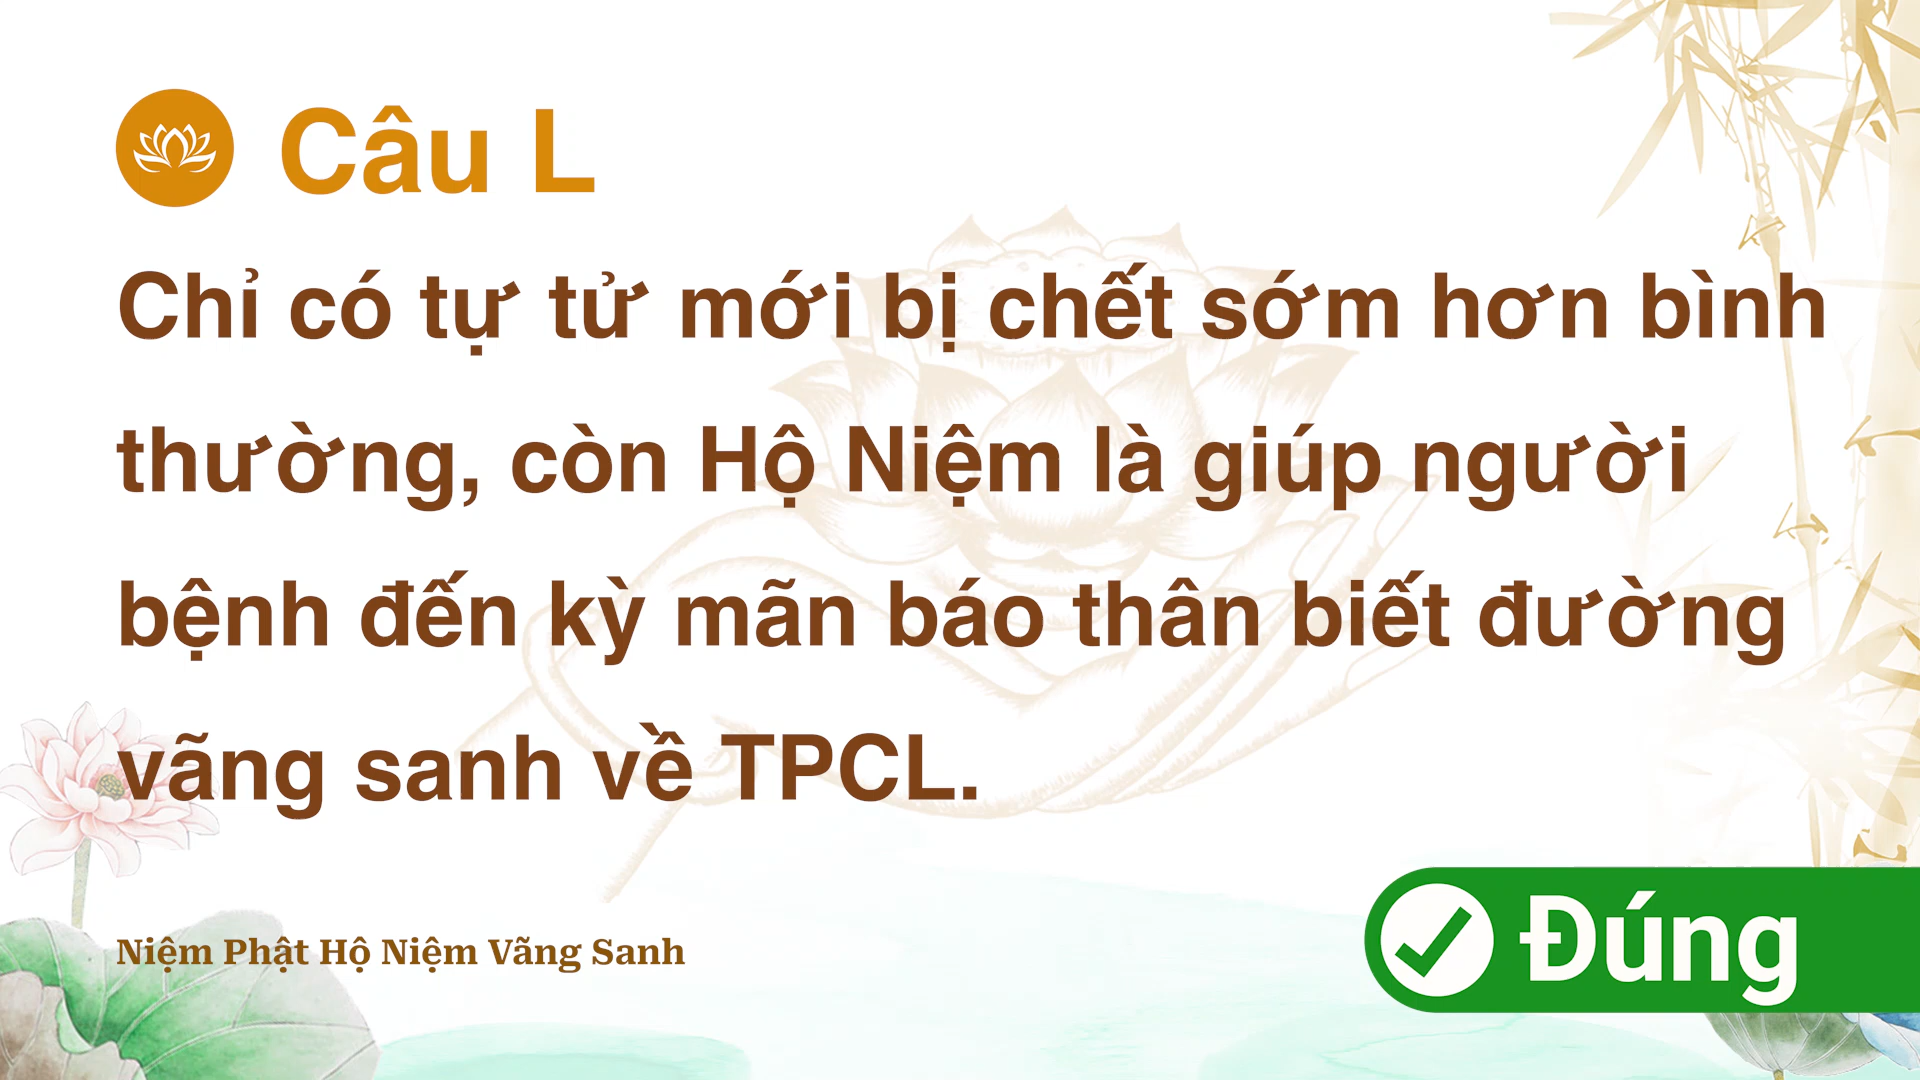 Câu L
Chỉ có tự tử mới bị chết sớm hơn bình
thường, còn Hộ Niệm là giúp người
bệnh đến kỳ mãn báo thân biết đường
vãng sanh về TPCL.
Niệm Phật Hộ Niệm Vãng Sanh
Đúng